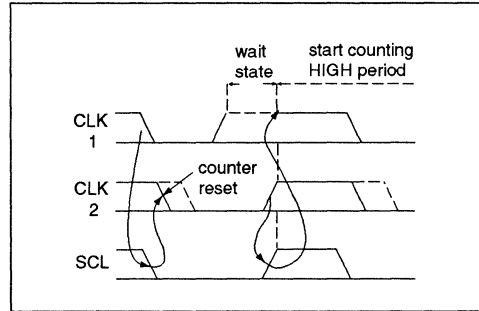 wait
state
start counting
HIGH period
CLK
1
counter
reset
CLK
2
SCL